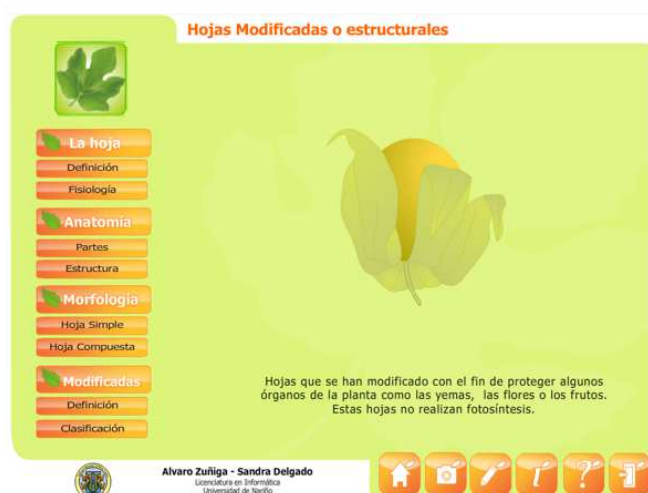 Hojas Modificadas o estructurales
La hoja
Definición
Fisiología
Anatomía
Partes
Estructura
Morfología
Hoja Simple
Hoja Compuesta
Modificadas
Definición
Clasificación
Hojas que se han modificado con el fin de proteger algunos
órganos de la planta como las yemas, las flores o los frutos.
Estas hojas no realizan fotosíntesis.
Alvaro Zuñiga - Sandra Delgado
Licenciatura en Informática
Universidad de Nariño
i
?